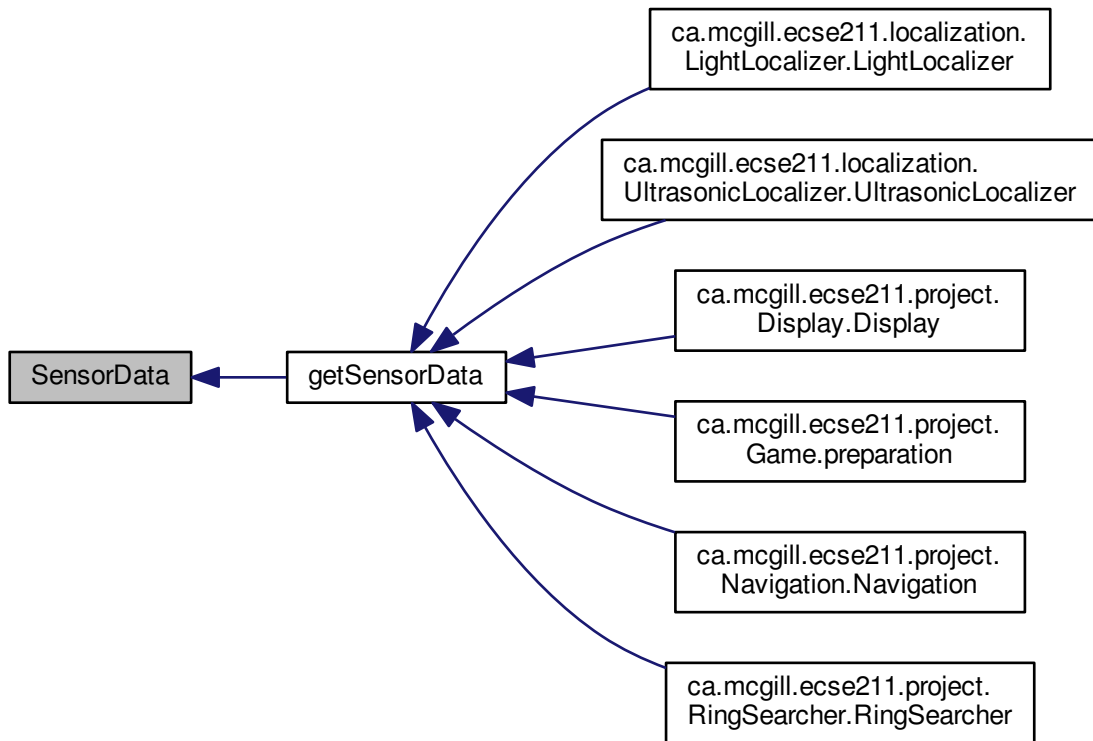 ca.mcgill.ecse211.localization.
LightLocalizer.LightLocalizer
ca.mcgill.ecse211.localization.
UltrasonicLocalizer.UltrasonicLocalizer
ca.mcgill.ecse211.project.
Display.Display
SensorData
getSensorData
ca.mcgill.ecse211.project.
Game.preparation
ca.mcgill.ecse211.project.
Navigation.Navigation
ca.mcgill.ecse211.project.
RingSearcher.RingSearcher